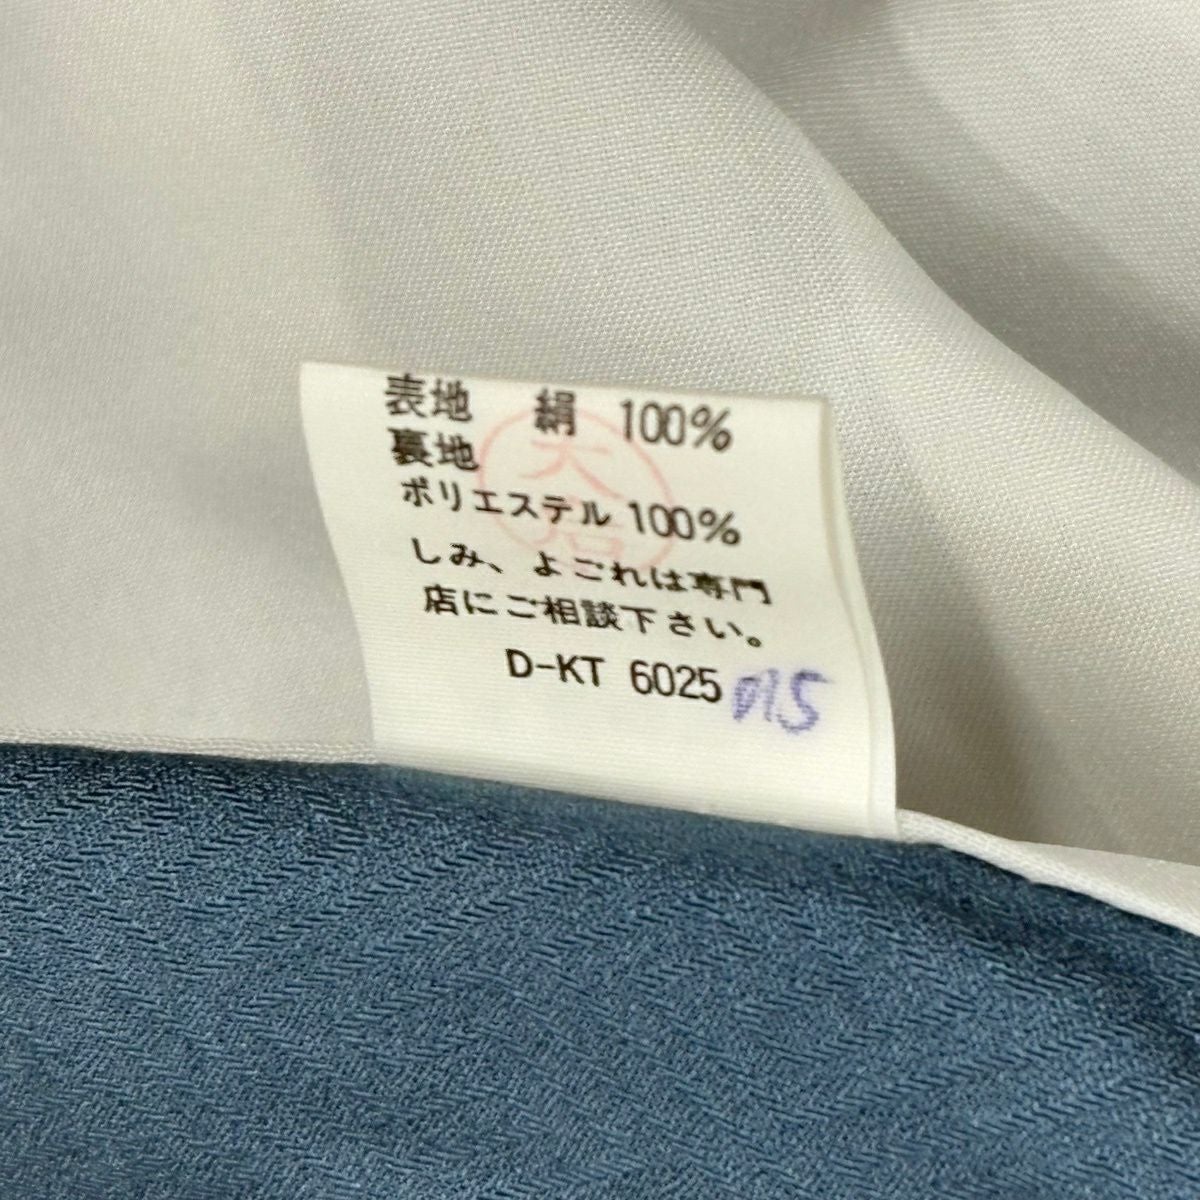 表地 絹 100%
裏地
ポリエステル 100%
しみ、よごれは専門
店にご相談下さい。
D-KT 6025